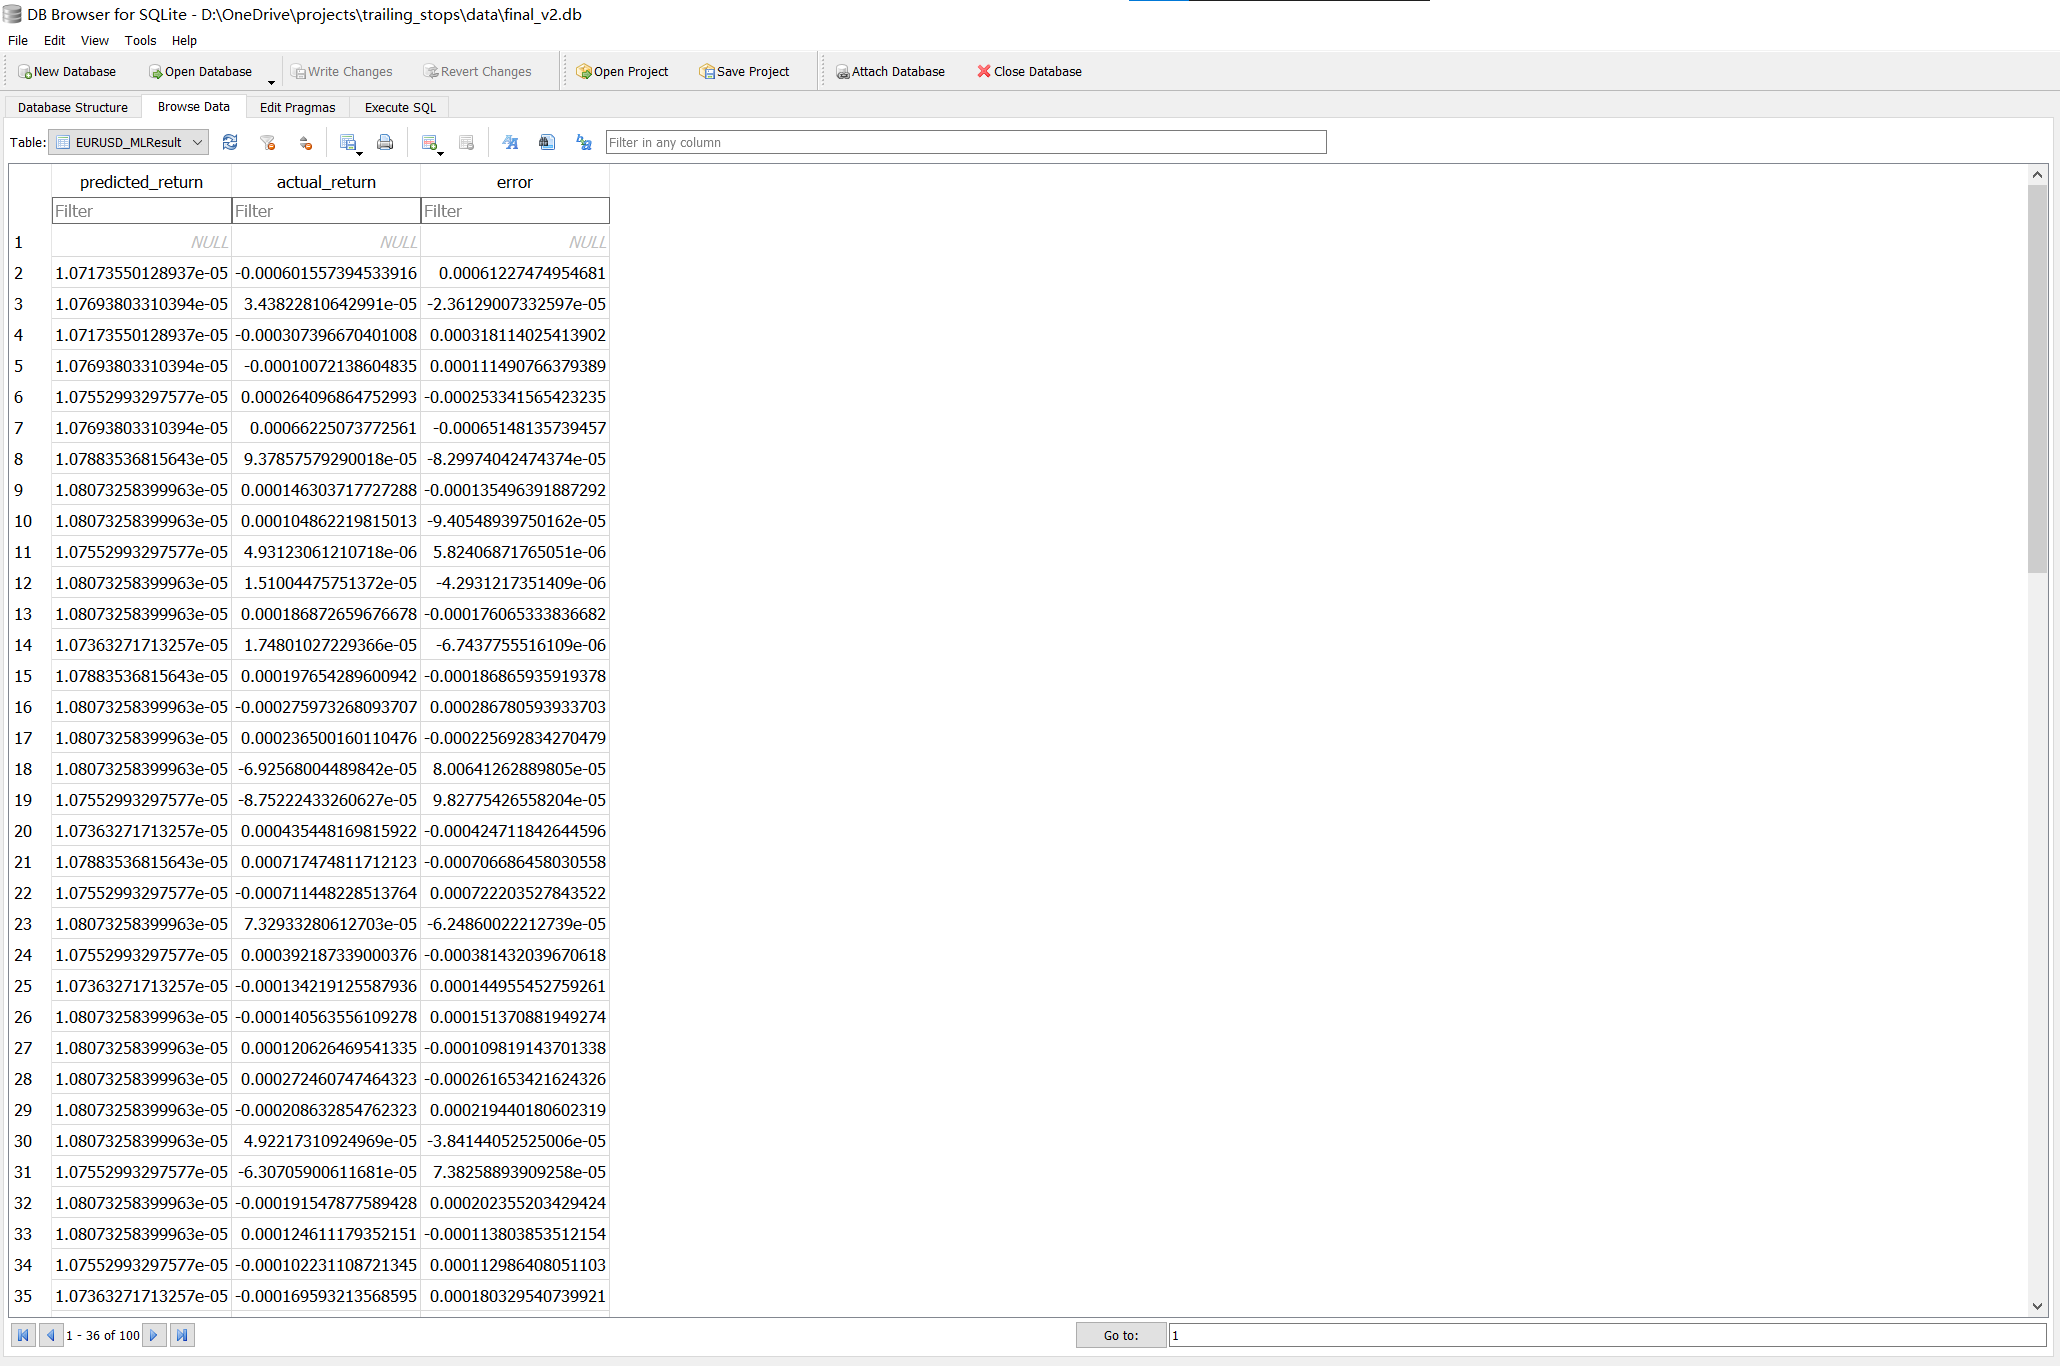 DB Browser for SQLite - D:\OneDrive\projects\trailing_stops\data\final_v2.db
File Edit View Tools Help
New Database Open Database Write Changes Revert Changes Open Project Save Project Attach Database Close Database
Database Structure Browse Data Edit Pragmas Execute SQL
Table: EURUSD_MLResult Filter in any column
predicted_return actual_return error
Filter Filter Filter
1 NULL NULL NULL
2 1.07173550128937e-05 -0.000601557394533916 0.00061227474954681
3 1.07693803310394e-05 3.43822810642991e-05 -2.36129007332597e-05
4 1.07173550128937e-05 -0.000307396670401008 0.000318114025413902
5 1.07693803310394e-05 -0.00010072138604835 0.000111490766379389
6 1.07552993297577e-05 0.000264096864752993 -0.000253341565423235
7 1.07693803310394e-05 0.00066225073772561 -0.00065148135739457
8 1.07883536815643e-05 9.37857579290018e-05 -8.29974042474374e-05
9 1.08073258399963e-05 0.000146303717727288 -0.000135496391887292
10 1.08073258399963e-05 0.000104862219815013 -9.40548939750162e-05
11 1.07552993297577e-05 4.93123061210718e-06 5.82406871765051e-06
12 1.08073258399963e-05 1.51004475751372e-05 -4.2931217351409e-06
13 1.08073258399963e-05 0.000186872659676678 -0.000176065333836682
14 1.07363271713257e-05 1.74801027229366e-05 -6.7437755516109e-06
15 1.07883536815643e-05 0.000197654289600942 -0.000186865935919378
16 1.08073258399963e-05 -0.000275973268093707 0.000286780593933703
17 1.08073258399963e-05 0.000236500160110476 -0.000225692834270479
18 1.08073258399963e-05 -6.92568004489842e-05 8.00641262889805e-05
19 1.07552993297577e-05 -8.75222433260627e-05 9.82775426558204e-05
20 1.07363271713257e-05 0.000435448169815922 -0.000424711842644596
21 1.07883536815643e-05 0.000717474811712123 -0.000706686458030558
22 1.07552993297577e-05 -0.000711448228513764 0.000722203527843522
23 1.08073258399963e-05 7.32933280612703e-05 -6.24860022212739e-05
24 1.07552993297577e-05 0.000392187339000376 -0.000381432039670618
25 1.07363271713257e-05 -0.000134219125587936 0.000144955452759261
26 1.08073258399963e-05 -0.000140563556109278 0.000151370881949274
27 1.08073258399963e-05 0.000120626469541335 -0.000109819143701338
28 1.08073258399963e-05 0.000272460747464323 -0.000261653421624326
29 1.08073258399963e-05 -0.000208632854762323 0.000219440180602319
30 1.08073258399963e-05 4.92217310924969e-05 -3.84144052525006e-05
31 1.07552993297577e-05 -6.30705900611681e-05 7.38258893909258e-05
32 1.08073258399963e-05 -0.000191547877589428 0.000202355203429424
33 1.08073258399963e-05 0.000124611179352151 -0.000113803853512154
34 1.07552993297577e-05 -0.000102231108721345 0.000112986408051103
35 1.07363271713257e-05 -0.000169593213568595 0.000180329540739921
1 - 36 of 100 Go to: 1